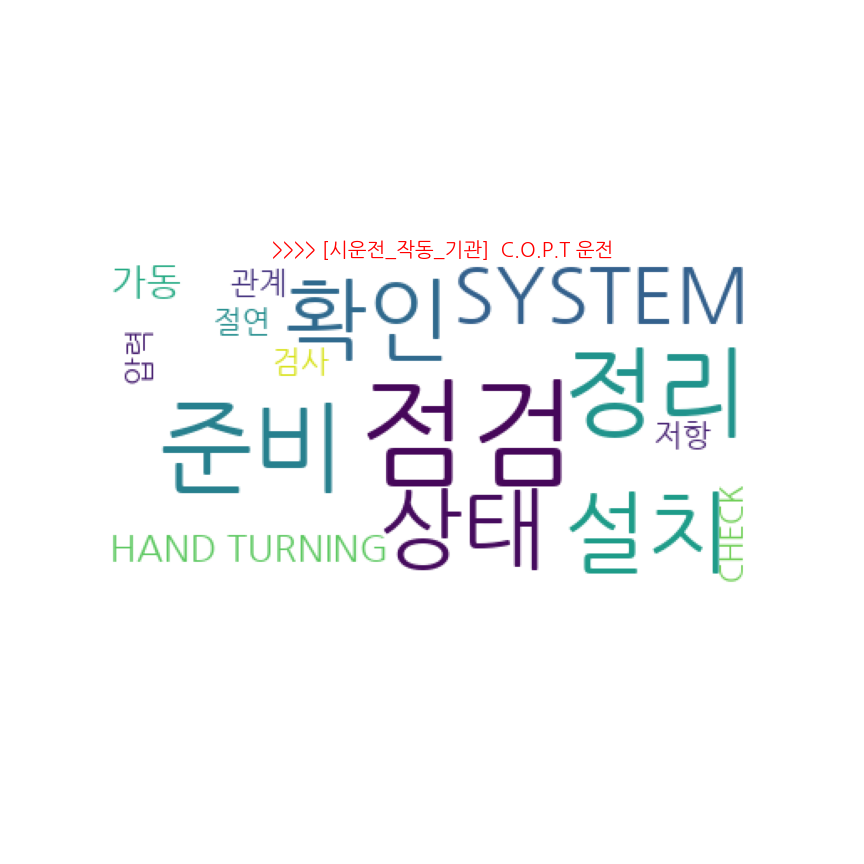 >>>> [시운전_작동_기관]  C.O.P.T 운전
가동
관계
확인
SYSTEM
절연
압력
검사
정리
준비
점검
저항
상태
설치
CHECK
HAND TURNING